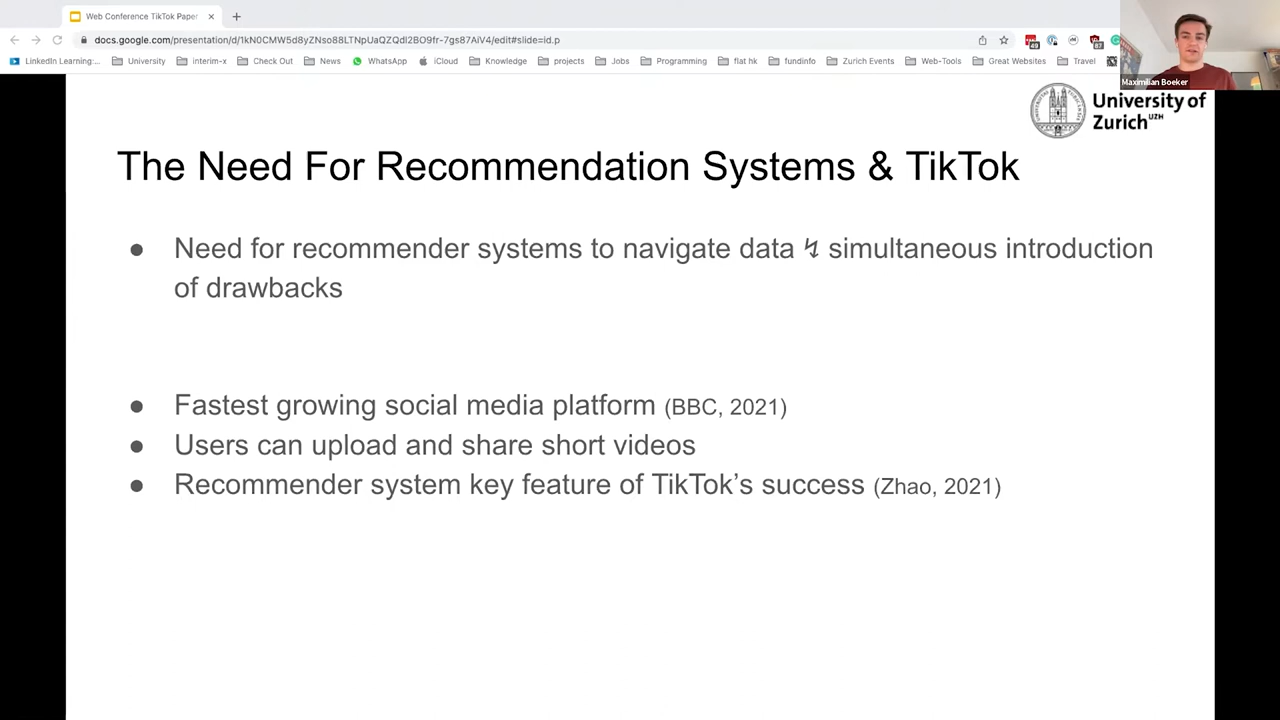 Web Conference TikTok Paper
docs.google.com/presentation/d/1kN0CMW5d8yZNso88LTNpUaQZQdI2BO9fr-7gs87AiV4/edit#slide=id.p
LinkedIn Learning:... University interim-x Check Out News WhatsApp iCloud Knowledge projects Jobs Programming flat hk fundinfo Zurich Events Web-Tools Great Websites Travel
Maximilian Boeker
University of
Zurich UZH
The Need For Recommendation Systems & TikTok
● Need for recommender systems to navigate data ↯ simultaneous introduction
of drawbacks
● Fastest growing social media platform (BBC, 2021)
● Users can upload and share short videos
● Recommender system key feature of TikTok's success (Zhao, 2021)